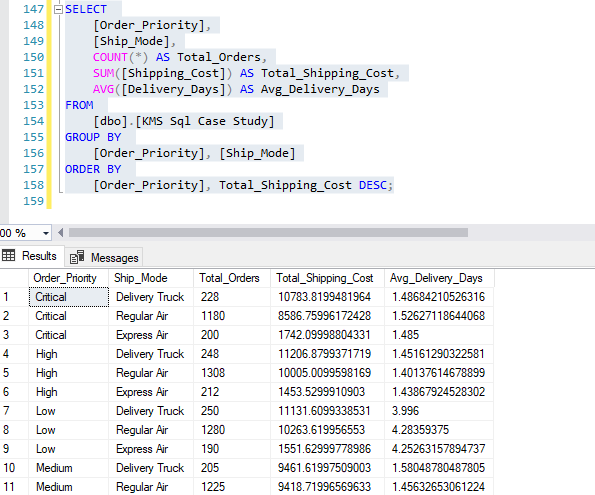 147 SELECT
148 [Order_Priority],
149 [Ship_Mode],
150 COUNT(*) AS Total_Orders,
151 SUM([Shipping_Cost]) AS Total_Shipping_Cost,
152 AVG([Delivery_Days]) AS Avg_Delivery_Days
153 FROM
154 [dbo].[KMS Sql Case Study]
155 GROUP BY
156 [Order_Priority], [Ship_Mode]
157 ORDER BY
158 [Order_Priority], Total_Shipping_Cost DESC;
159
00 %
Results Messages
Order_Priority Ship_Mode Total_Orders Total_Shipping_Cost Avg_Delivery_Days
1 Critical Delivery Truck 228 10783.8199481964 1.48684210526316
2 Critical Regular Air 1180 8586.75996172428 1.52627118644068
3 Critical Express Air 200 1742.09998804331 1.485
4 High Delivery Truck 248 11206.8799371719 1.45161290322581
5 High Regular Air 1308 10005.0099598169 1.40137614678899
6 High Express Air 212 1453.5299910903 1.43867924528302
7 Low Delivery Truck 250 11131.6099338531 3.996
8 Low Regular Air 1280 10263.619956553 4.28359375
9 Low Express Air 190 1551.62999778986 4.25263157894737
10 Medium Delivery Truck 205 9461.61997509003 1.58048780487805
11 Medium Regular Air 1225 9418.71996569633 1.45632653061224